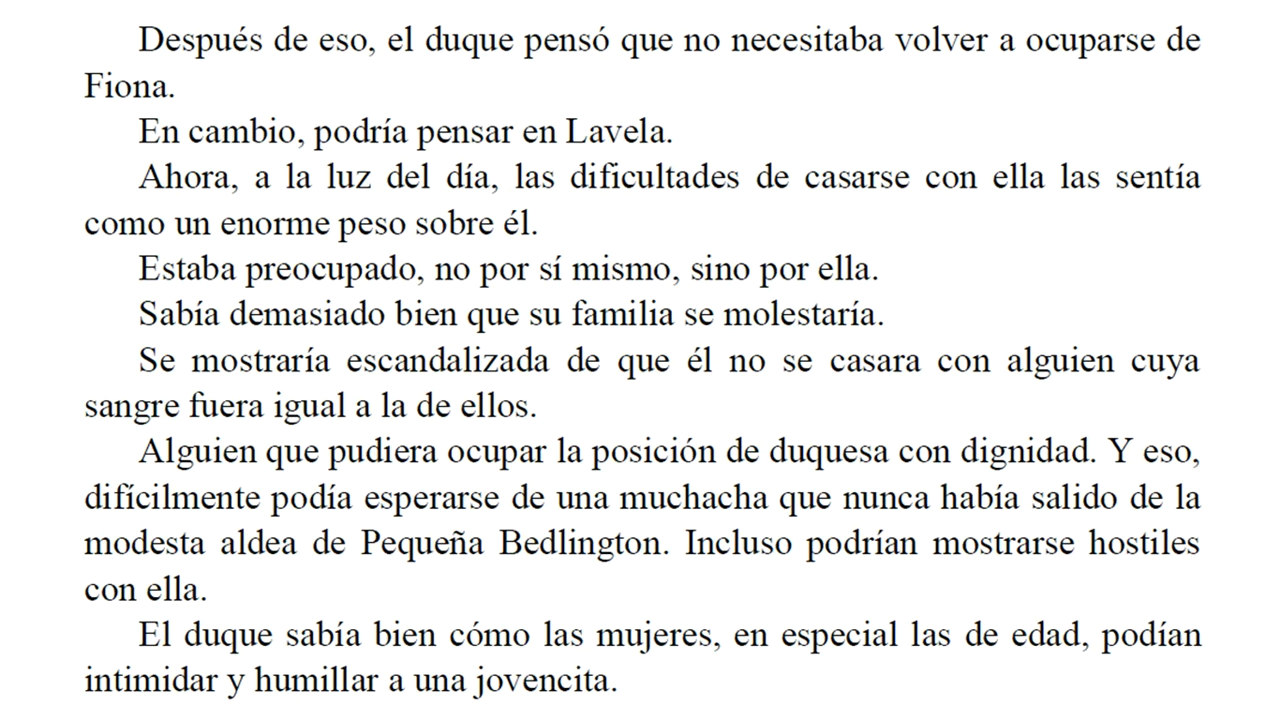 Después de eso, el duque pensó que no necesitaba volver a ocuparse de
Fiona.
En cambio, podría pensar en Lavela.
Ahora, a la luz del día, las dificultades de casarse con ella las sentía
como un enorme peso sobre él.
Estaba preocupado, no por sí mismo, sino por ella.
Sabía demasiado bien que su familia se molestaría.
Se mostraría escandalizada de que él no se casara con alguien cuya
sangre fuera igual a la de ellos.
Alguien que pudiera ocupar la posición de duquesa con dignidad. Y eso,
difícilmente podía esperarse de una muchacha que nunca había salido de la
modesta aldea de Pequeña Bedlington. Incluso podrían mostrarse hostiles
con ella.
El duque sabía bien cómo las mujeres, en especial las de edad, podían
intimidar y humillar a una jovencita.